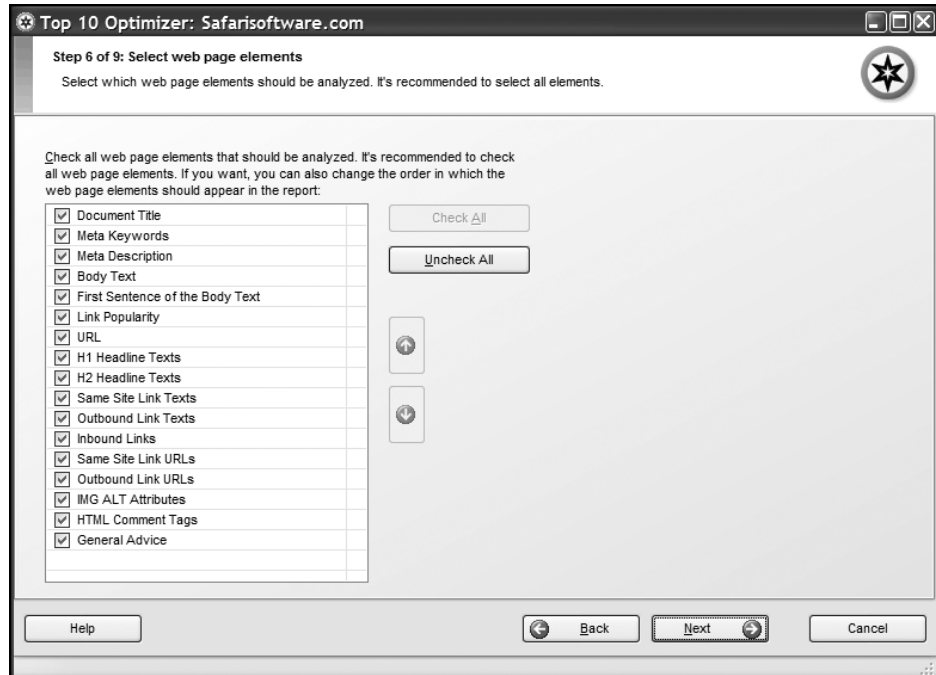 Top 10 Optimizer: Safarisoftware.com
Step 6 of 9: Select web page elements
Select which web page elements should be analyzed. It's recommended to select all elements.
Check all web page elements that should be analyzed. It's recommended to check
all web page elements. If you want, you can also change the order in which the
web page elements should appear in the report:
Document Title
Meta Keywords
Meta Description
Body Text
First Sentence of the Body Text
Link Popularity
URL
H1 Headline Texts
H2 Headline Texts
Same Site Link Texts
Outbound Link Texts
Inbound Links
Same Site Link URLs
Outbound Link URLs
IMG ALT Attributes
HTML Comment Tags
General Advice
Check All
Uncheck All
Help
Back
Next
Cancel